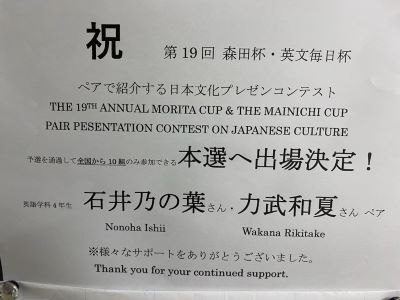 祝 第19回 森田杯・英文毎日杯
ペアで紹介する日本文化プレゼンコンテスト
THE 19TH ANNUAL MORITA CUP & THE MAINICHI CUP
PAIR PESENTATION CONTEST ON JAPANESE CULTURE
予選を通過して全国から10組のみ参加できる本選へ出場決定！
英語学科4年生 石井乃の葉さん・力武和夏さん ペア
Nonoha Ishii Wakana Rikitake
※様々なサポートをありがとうございました。
Thank you for your continued support.